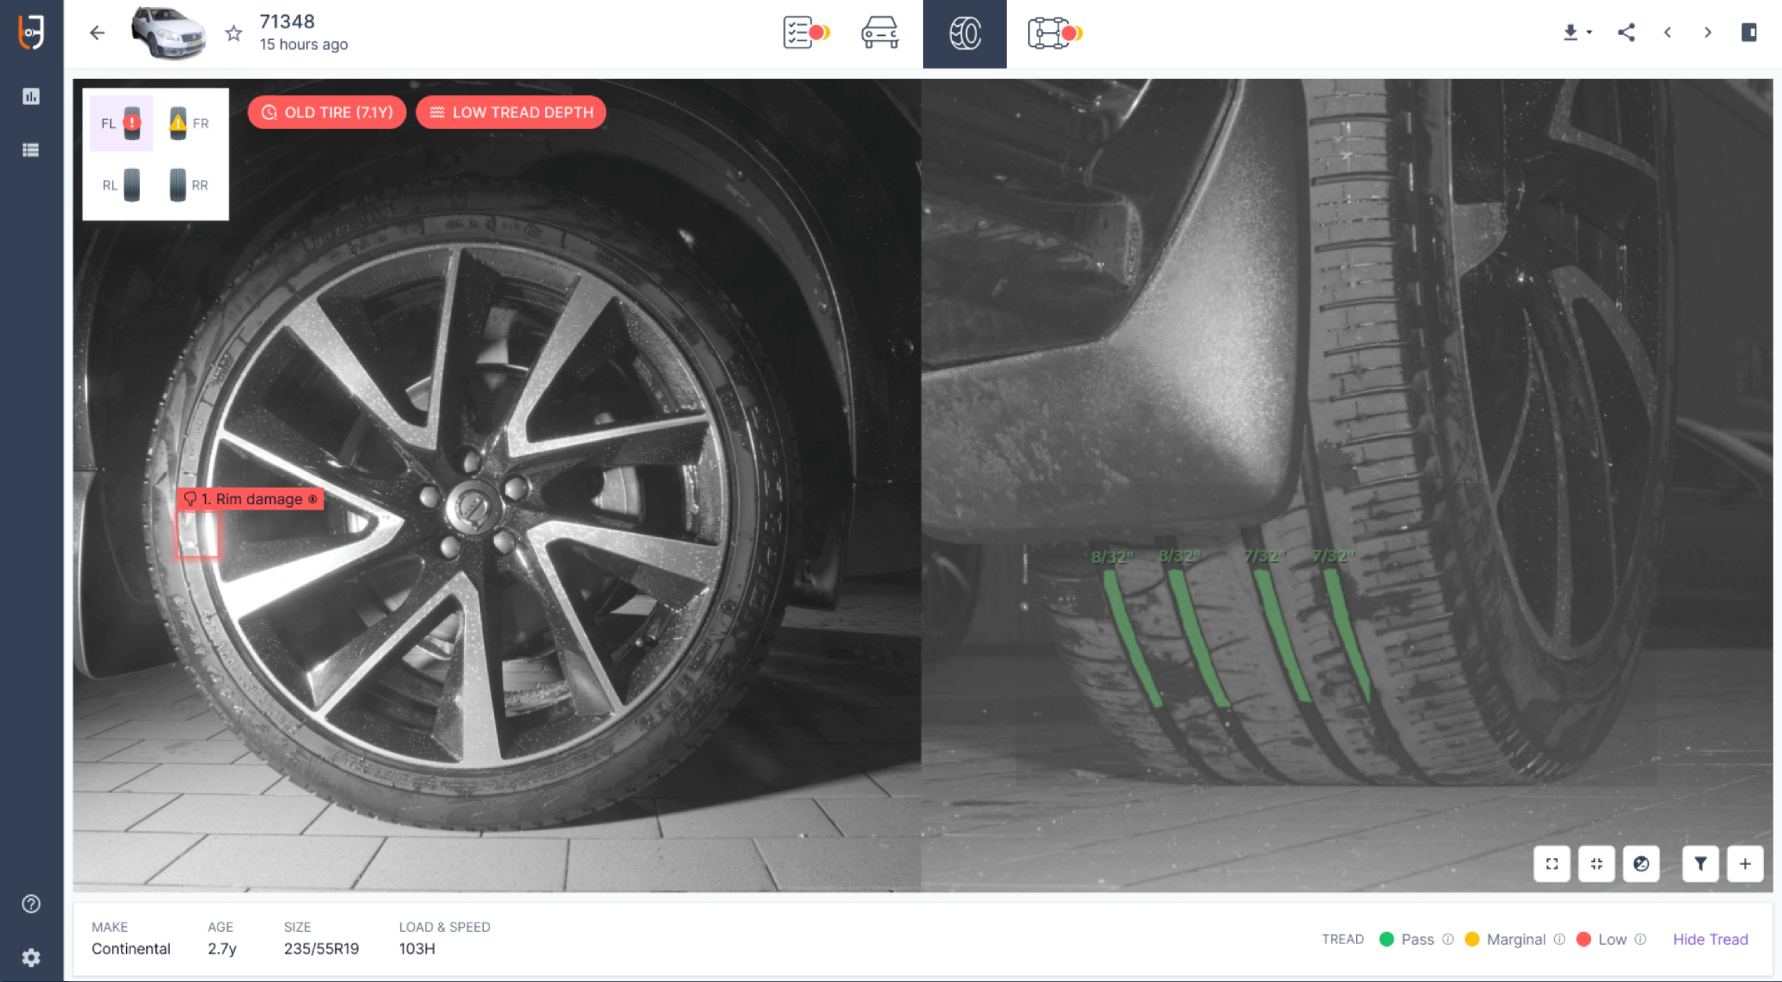 71348
15 hours ago
FL
FR
RL
RR
OLD TIRE (7.1Y)
LOW TREAD DEPTH
1. Rim damage
8/32" 8/32" 7/32" 7/32"
MAKE
Continental
AGE
2.7y
SIZE
235/55R19
LOAD & SPEED
103H
TREAD Pass Marginal Low Hide Tread